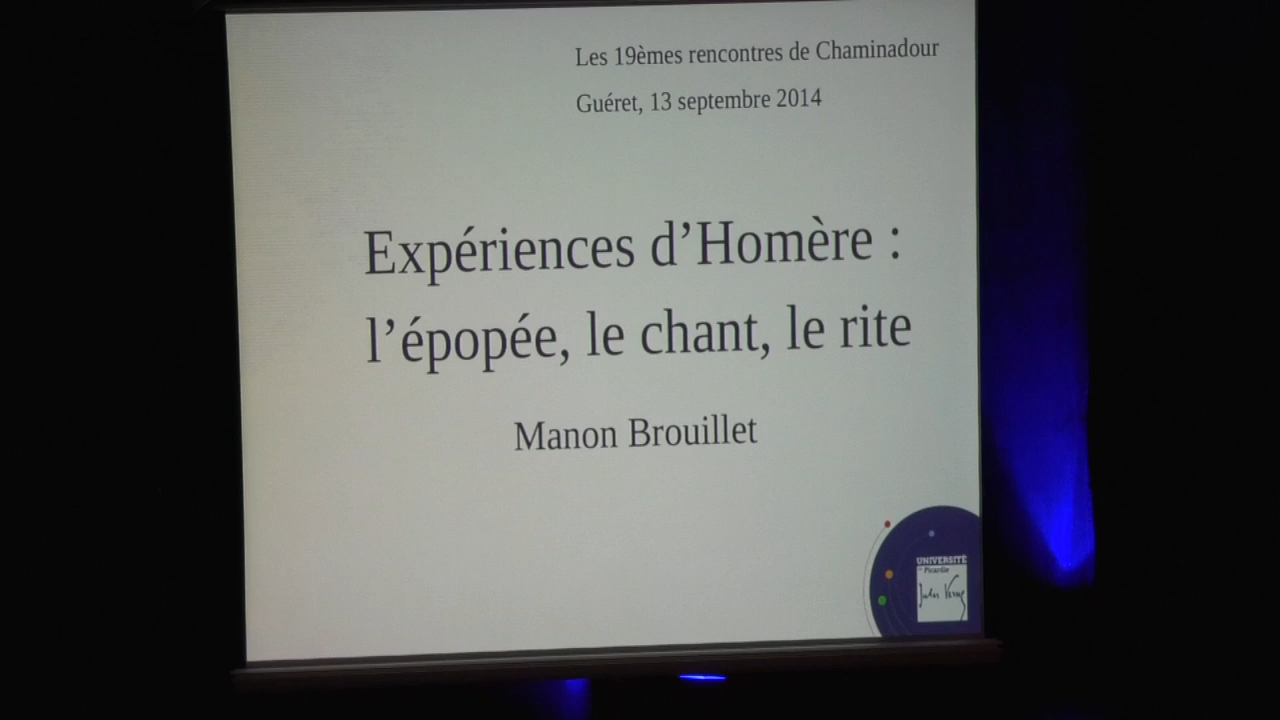 Les 19èmes rencontres de Chaminadour
Guéret, 13 septembre 2014
Expériences d’Homère :
l’épopée, le chant, le rite
Manon Brouillet
UNIVERSITÉ
de Picardie
Jules Verne